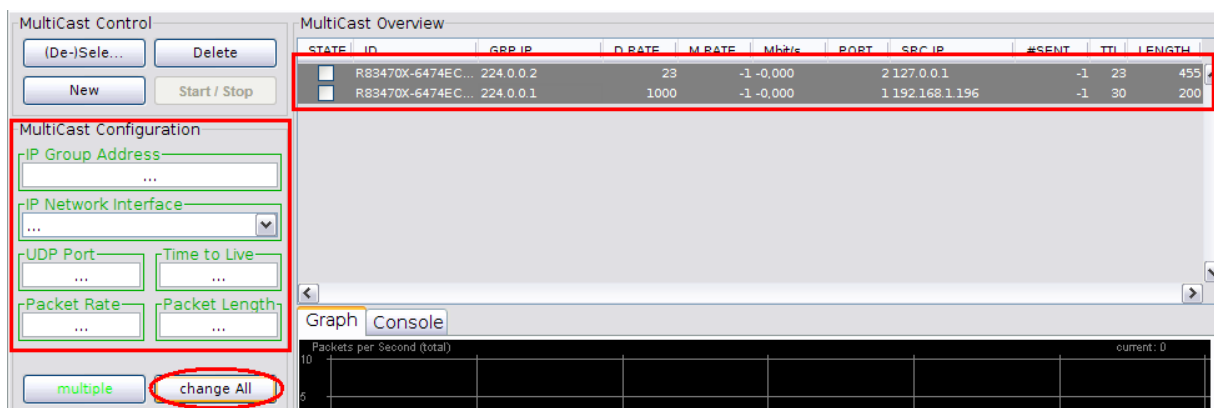 MultiCast Control
(De-)Sele...
Delete
New
Start / Stop
MultiCast Configuration
IP Group Address
...
IP Network Interface
...
UDP Port
Time to Live
...
...
Packet Rate
Packet Length
...
...
multiple
change All
MultiCast Overview
STATE ID GRP IP D RATE M RATE Mbit/s PORT SRC IP #SENT TTL LENGTH
R83470X-6474EC... 224.0.0.2 23 -1 -0,000 2 127.0.0.1 -1 23 455
R83470X-6474EC... 224.0.0.1 1000 -1 -0,000 1 192.168.1.196 -1 30 200
Graph
Console
Packets per Second (total)
current: 0
10
5